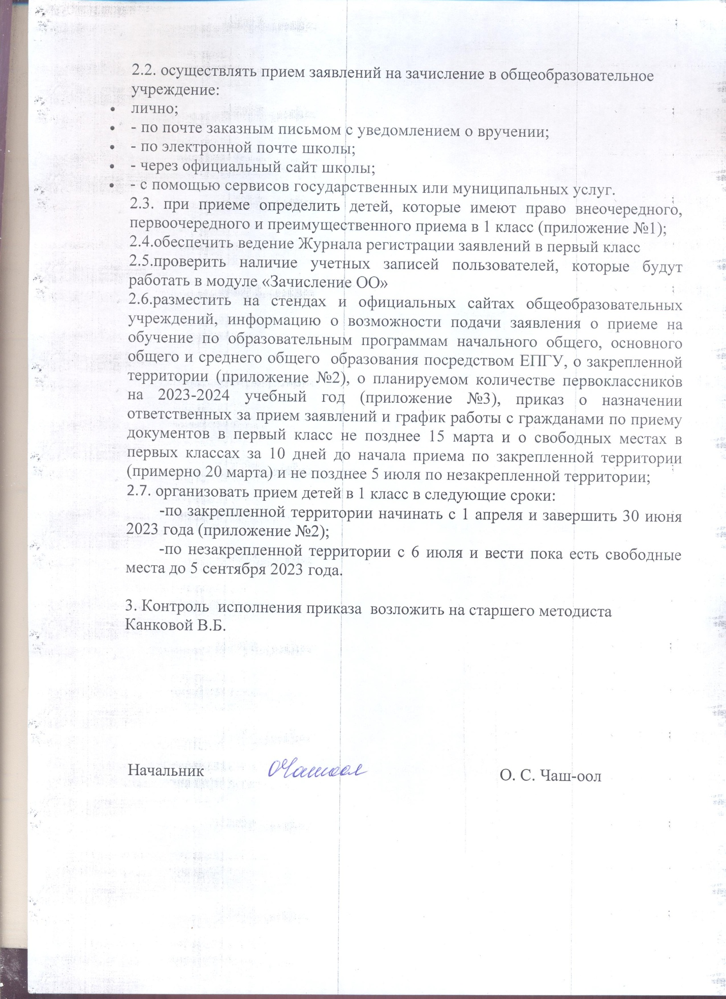 2.2. осуществлять прием заявлений на зачисление в общеобразовательное
учреждение:
• лично;
• - по почте заказным письмом с уведомлением о вручении;
• - по электронной почте школы;
• - через официальный сайт школы;
• - с помощью сервисов государственных или муниципальных услуг.
2.3. при приеме определить детей, которые имеют право внеочередного,
первоочередного и преимущественного приема в 1 класс (приложение №1);
2.4.обеспечить ведение Журнала регистрации заявлений в первый класс
2.5.проверить наличие учетных записей пользователей, которые будут
работать в модуле «Зачисление ОО»
2.6.разместить на стендах и официальных сайтах общеобразовательных
учреждений, информацию о возможности подачи заявления о приеме на
обучение по образовательным программам начального общего, основного
общего и среднего общего образования посредством ЕПГУ, о закрепленной
территории (приложение №2), о планируемом количестве первоклассников
на 2023-2024 учебный год (приложение №3), приказ о назначении
ответственных за прием заявлений и график работы с гражданами по приему
документов в первый класс не позднее 15 марта и о свободных местах в
первых классах за 10 дней до начала приема по закрепленной территории
(примерно 20 марта) и не позднее 5 июля по незакрепленной территории;
2.7. организовать прием детей в 1 класс в следующие сроки:
-по закрепленной территории начинать с 1 апреля и завершить 30 июня
2023 года (приложение №2);
-по незакрепленной территории с 6 июля и вести пока есть свободные
места до 5 сентября 2023 года.
3. Контроль исполнения приказа возложить на старшего методиста
Канковой В.Б.
Начальник ОЧашоол О. С. Чаш-оол